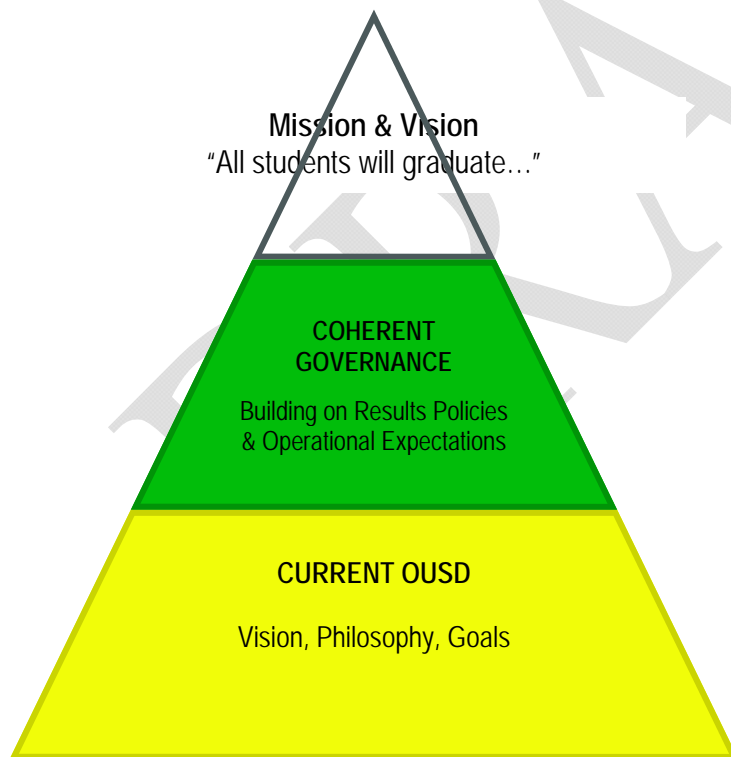 Mission & Vision
“All students will graduate…”
COHERENT
GOVERNANCE
Building on Results Policies
& Operational Expectations
CURRENT OUSD
Vision, Philosophy, Goals